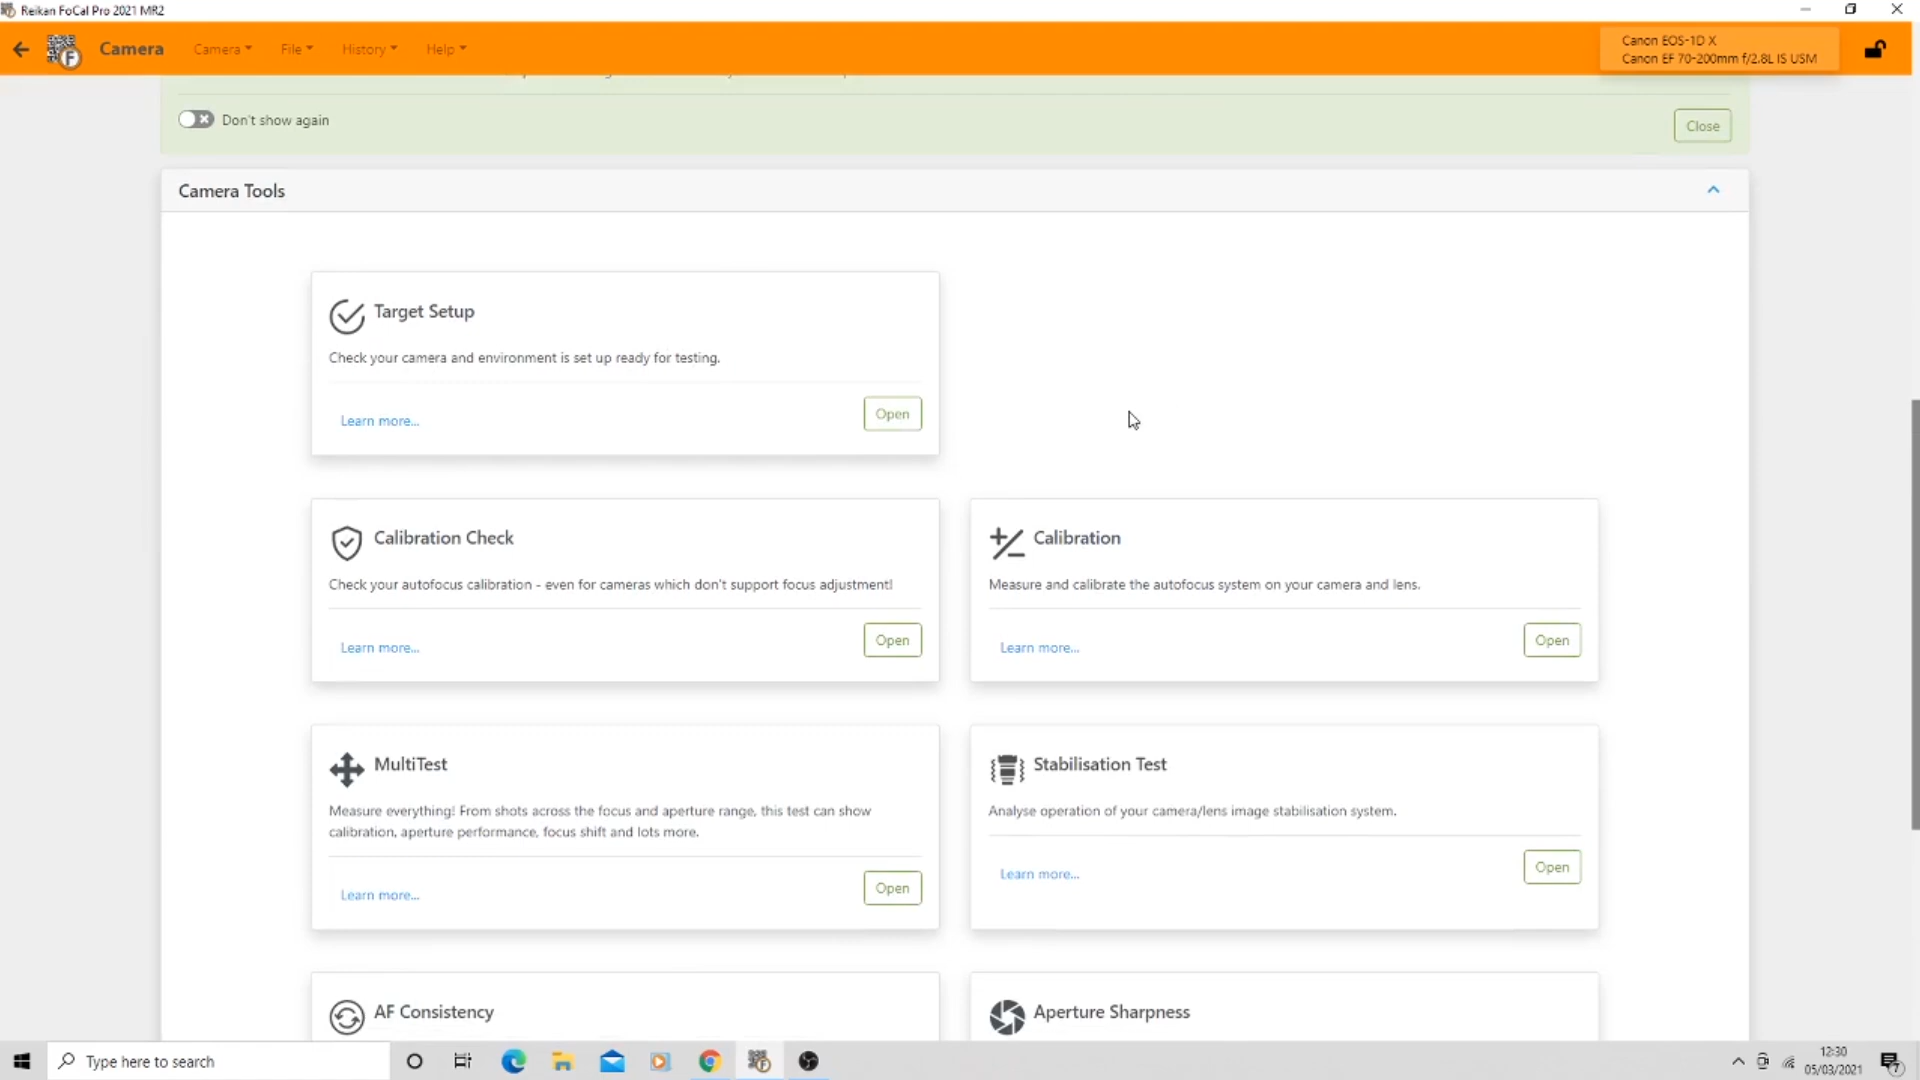 Reikan FoCal Pro 2021 MR2
Camera
Camera
File
History
Help
Canon EOS-1D X
Canon EF 70-200mm f/2.8L IS USM
Don't show again
Close
Camera Tools
Target Setup
Check your camera and environment is set up ready for testing.
Learn more...
Open
Calibration Check
Check your autofocus calibration - even for cameras which don't support focus adjustment!
Learn more...
Open
Calibration
Measure and calibrate the autofocus system on your camera and lens.
Learn more...
Open
MultiTest
Measure everything! From shots across the focus and aperture range, this test can show
calibration, aperture performance, focus shift and lots more.
Learn more...
Open
Stabilisation Test
Analyse operation of your camera/lens image stabilisation system.
Learn more...
Open
AF Consistency
Aperture Sharpness
Type here to search
12:30
05/03/2021